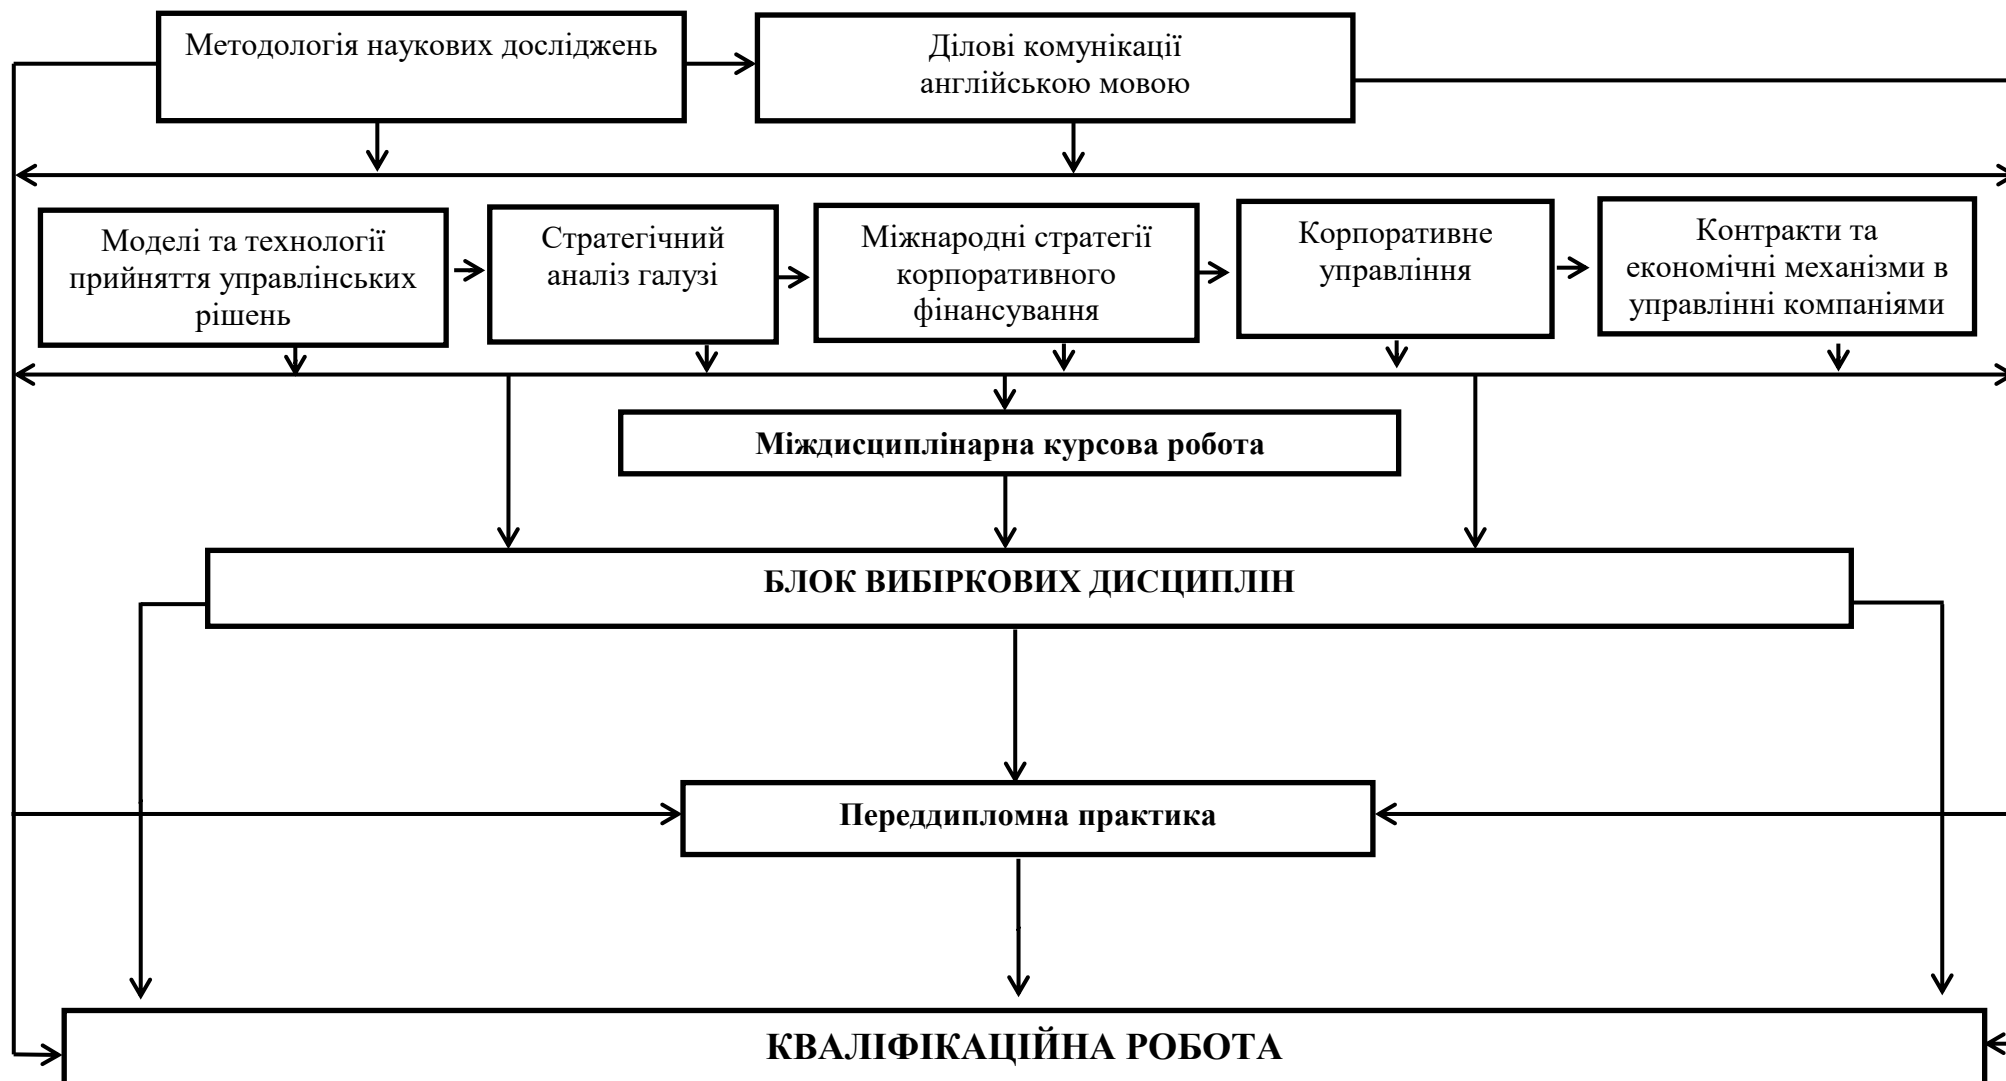 Методологія наукових досліджень
Ділові комунікації
англійською мовою
Моделі та технології
прийняття управлінських
рішень
Стратегічний
аналіз галузі
Міжнародні стратегії
корпоративного
фінансування
Корпоративне
управління
Контракти та
економічні механізми в
управлінні компаніями
Міждисциплінарна курсова робота
БЛОК ВИБІРКОВИХ ДИСЦИПЛІН
Переддипломна практика
КВАЛІФІКАЦІЙНА РОБОТА